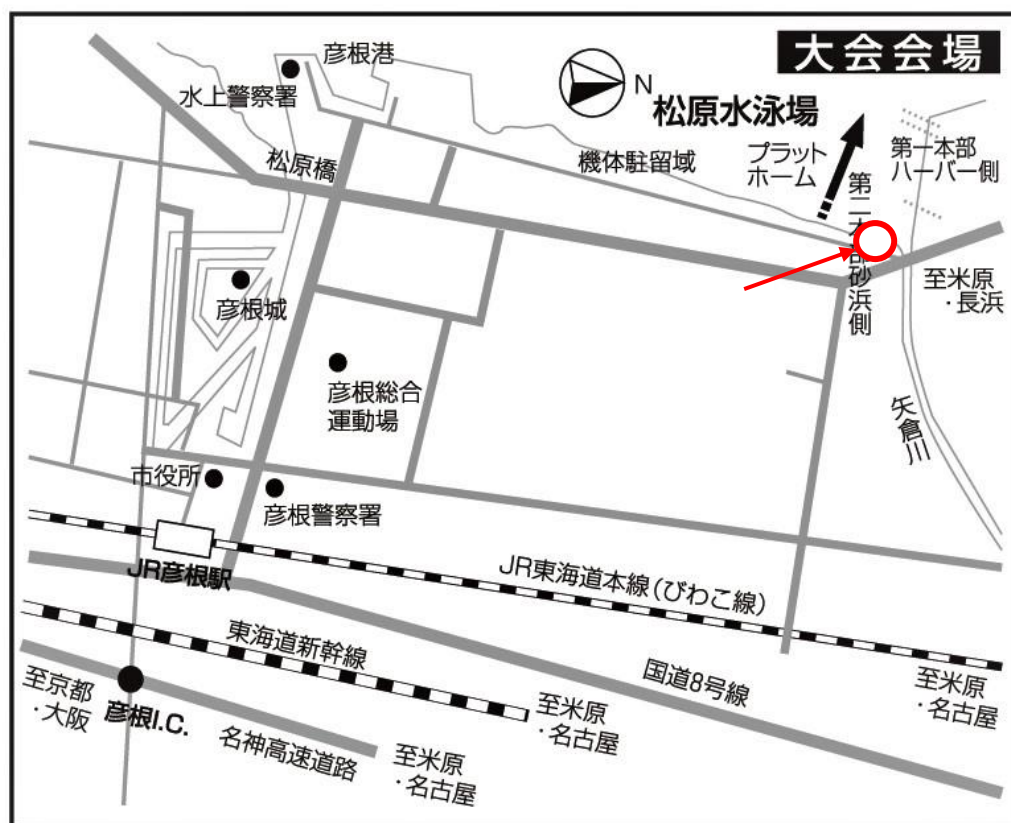 大会会場
彦根港
水上警察署
N
松原水泳場
松原橋
機体駐留域
プラット
ホーム
第一本部
ハーバー側
第二本部砂浜側
至米原
・長浜
彦根城
彦根総合
運動場
矢倉川
市役所
彦根警察署
JR彦根駅
JR東海道本線(びわこ線)
東海道新幹線
国道8号線
至米原
・名古屋
至京都
・大阪
彦根I.C.
名神高速道路
至米原
・名古屋
至米原
・名古屋